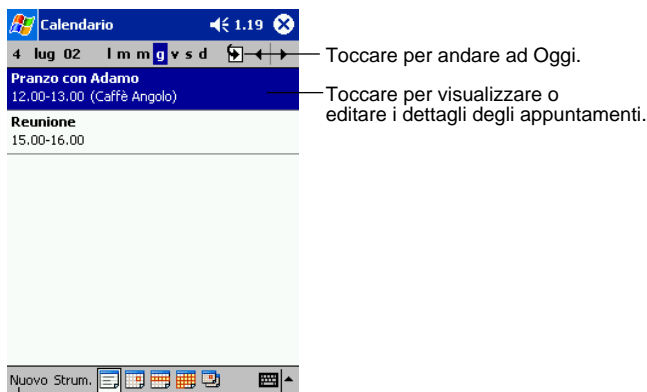 Calendario 1.19
4 lug 02 l m m g v s d
Toccare per andare ad Oggi.
Pranzo con Adamo
12.00-13.00 (Caffè Angolo)
Toccare per visualizzare o
editare i dettagli degli appuntamenti.
Reunione
15.00-16.00
Nuovo Strum.